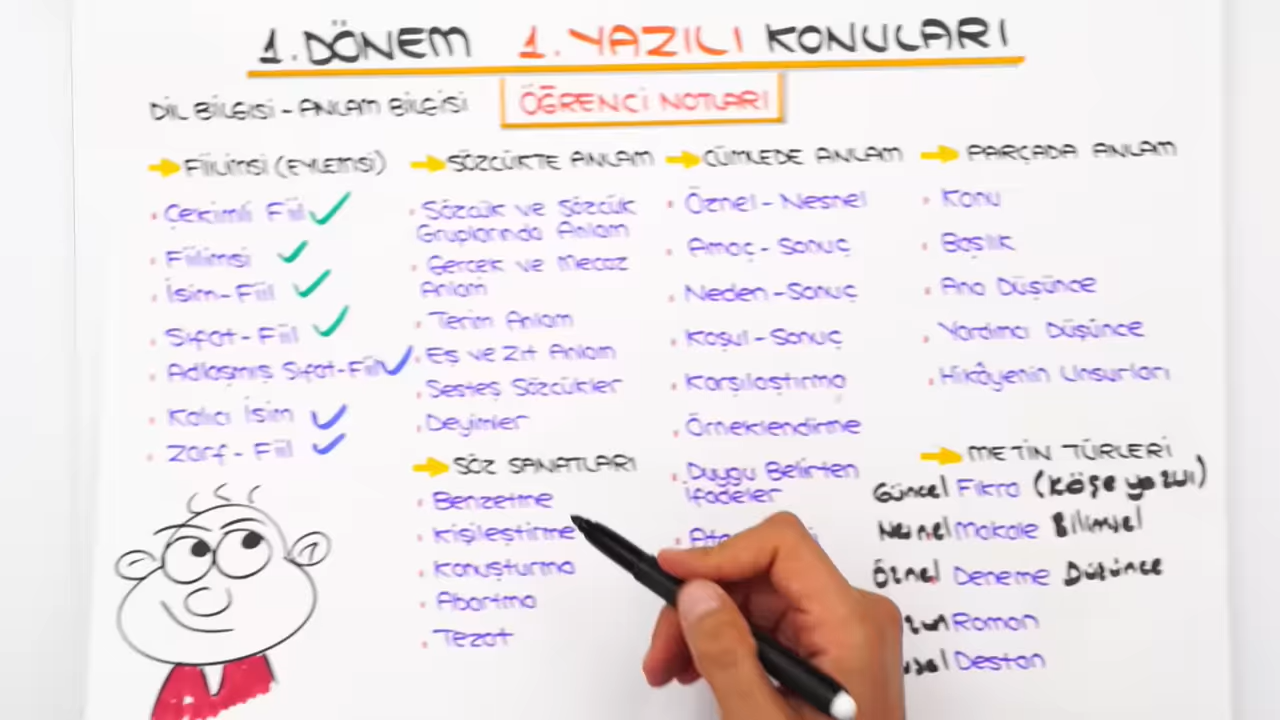 1. DÖNEM 1. YAZILI KONULARI
DİL BİLGİSİ - ANLAM BİLGİSİ
ÖĞRENCİ NOTLARI
FİİLİMSİ (EYLEMSİ)
Çekimli Fiil
Fiilimsi
İsim-Fiil
Sıfat-Fiil
Adlaşmış Sıfat-Fiil
Kalıcı İsim
Zarf-Fiil
SÖZCÜKTE ANLAM
Sözcük ve Sözcük
Gruplarında Anlam
Gerçek ve Mecaz
Anlam
Terim Anlam
Eş ve Zıt Anlam
Sesteş Sözcükler
Deyimler
SÖZ SANATLARI
Benzetme
Kişileştirme
Konuşturma
Abartma
Tezat
CÜMLEDE ANLAM
Öznel-Nesnel
Amaç-Sonuç
Neden-Sonuç
Koşul-Sonuç
Karşılaştırma
Örneklendirme
Duygu Belirten
İfadeler
PARÇADA ANLAM
Konu
Başlık
Ana Düşünce
Yardımcı Düşünce
Hikâyenin Unsurları
METİN TÜRLERİ
Güncel Fıkra (Köşe yazısı)
Nesnel Makale Bilimsel
Öznel Deneme Düşünce
Roman
Destan